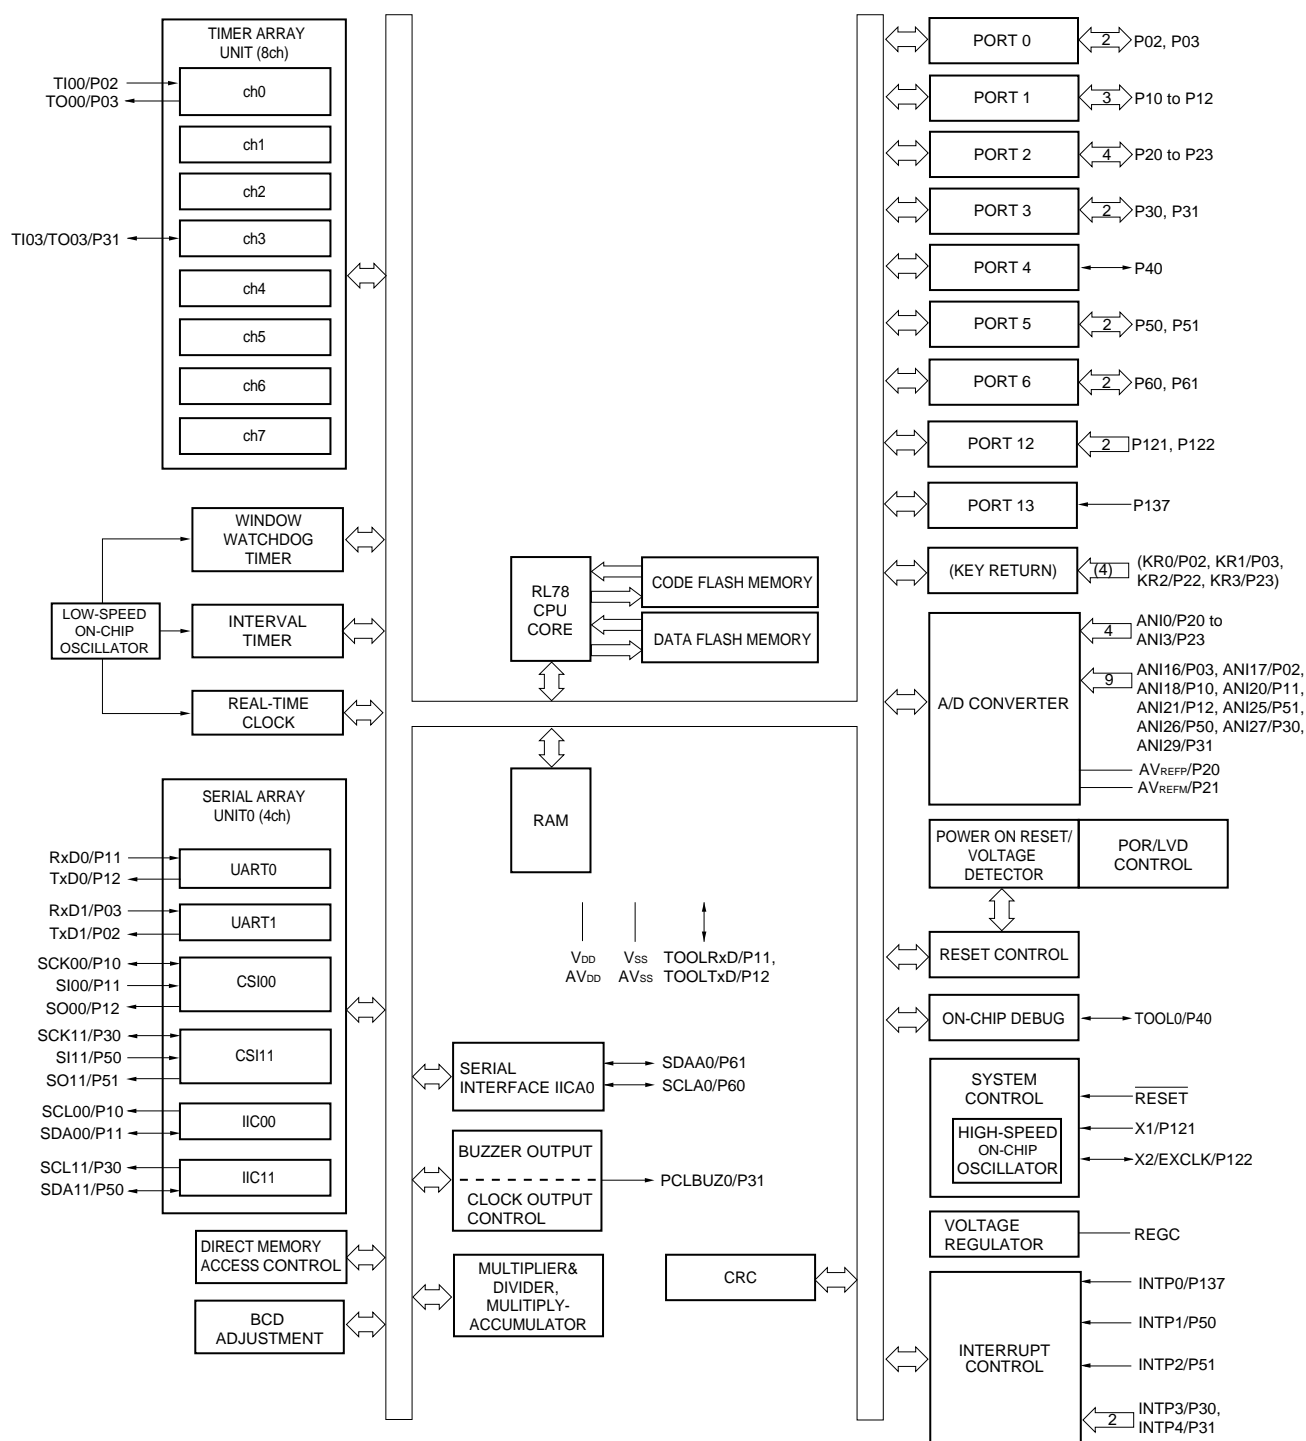 TIMER ARRAY
UNIT (8ch)
TI00/P02
TO00/P03
ch0
ch1
ch2
TI03/TO03/P31
ch3
ch4
ch5
ch6
ch7
WINDOW
WATCHDOG
TIMER
LOW-SPEED
ON-CHIP
OSCILLATOR
INTERVAL
TIMER
REAL-TIME
CLOCK
SERIAL ARRAY
UNIT0 (4ch)
RxD0/P11
TxD0/P12
UART0
RxD1/P03
TxD1/P02
UART1
SCK00/P10
SI00/P11
SO00/P12
CSI00
SCK11/P30
SI11/P50
SO11/P51
CSI11
SCL00/P10
SDA00/P11
IIC00
SCL11/P30
SDA11/P50
IIC11
DIRECT MEMORY
ACCESS CONTROL
BCD
ADJUSTMENT
RL78
CPU
CORE
CODE FLASH MEMORY
DATA FLASH MEMORY
RAM
VDD
AVDD
VSS
AVSS
TOOLRxD/P11,
TOOLTxD/P12
SERIAL
INTERFACE IICA0
SDAA0/P61
SCLA0/P60
BUZZER OUTPUT
CLOCK OUTPUT
CONTROL
PCLBUZ0/P31
MULTIPLIER&
DIVIDER,
MULITIPLY-
ACCUMULATOR
CRC
PORT 0
2
P02, P03
PORT 1
3
P10 to P12
PORT 2
4
P20 to P23
PORT 3
2
P30, P31
PORT 4
P40
PORT 5
2
P50, P51
PORT 6
2
P60, P61
PORT 12
2
P121, P122
PORT 13
P137
(KEY RETURN)
(4)
(KR0/P02, KR1/P03,
KR2/P22, KR3/P23)
A/D CONVERTER
4
ANI0/P20 to
ANI3/P23
9
ANI16/P03, ANI17/P02,
ANI18/P10, ANI20/P11,
ANI21/P12, ANI25/P51,
ANI26/P50, ANI27/P30,
ANI29/P31
AVREFP/P20
AVREFM/P21
POWER ON RESET/
VOLTAGE
DETECTOR
POR/LVD
CONTROL
RESET CONTROL
ON-CHIP DEBUG
TOOL0/P40
SYSTEM
CONTROL
HIGH-SPEED
ON-CHIP
OSCILLATOR
RESET
X1/P121
X2/EXCLK/P122
VOLTAGE
REGULATOR
REGC
INTERRUPT
CONTROL
INTP0/P137
INTP1/P50
INTP2/P51
2
INTP3/P30,
INTP4/P31